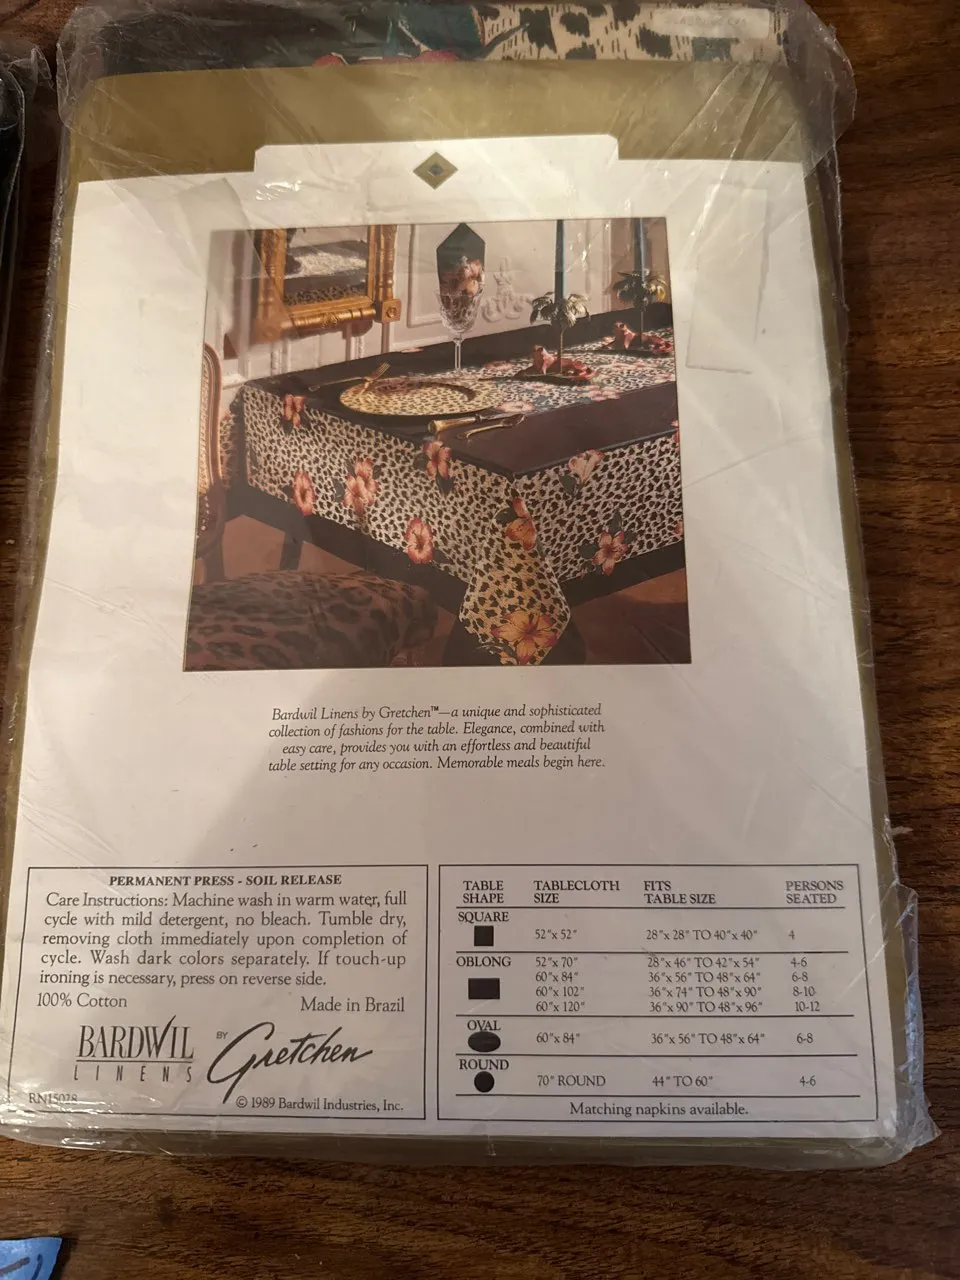 Bardwil Linens by Gretchen™—a unique and sophisticated
collection of fashions for the table. Elegance, combined with
easy care, provides you with an effortless and beautiful
table setting for any occasion. Memorable meals begin here.
PERMANENT PRESS - SOIL RELEASE
Care Instructions: Machine wash in warm water, full
cycle with mild detergent, no bleach. Tumble dry,
removing cloth immediately upon completion of
cycle. Wash dark colors separately. If touch-up
ironing is necessary, press on reverse side.
100% Cotton Made in Brazil
BARDWIL BY Gretchen
LINENS
RN15028
© 1989 Bardwil Industries, Inc.
TABLE SHAPE TABLECLOTH SIZE FITS TABLE SIZE PERSONS SEATED
SQUARE
52"x 52" 28"x 28" TO 40"x 40" 4
OBLONG 52"x 70" 28"x 46" TO 42"x 54" 4-6
60"x 84" 36"x 56" TO 48"x 64" 6-8
60"x 102" 36"x 74" TO 48"x 90" 8-10
60"x 120" 36"x 90" TO 48"x 96" 10-12
OVAL
60"x 84" 36"x 56" TO 48"x 64" 6-8
ROUND
70" ROUND 44" TO 60" 4-6
Matching napkins available.